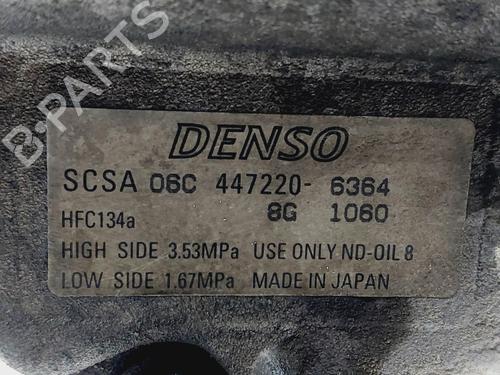 B-PARTS
DENSO
SCSA 06C 447220- 6364
8G 1060
HFC134a
HIGH SIDE 3.53MPa USE ONLY ND-OIL 8
LOW SIDE 1.67MPa MADE IN JAPAN